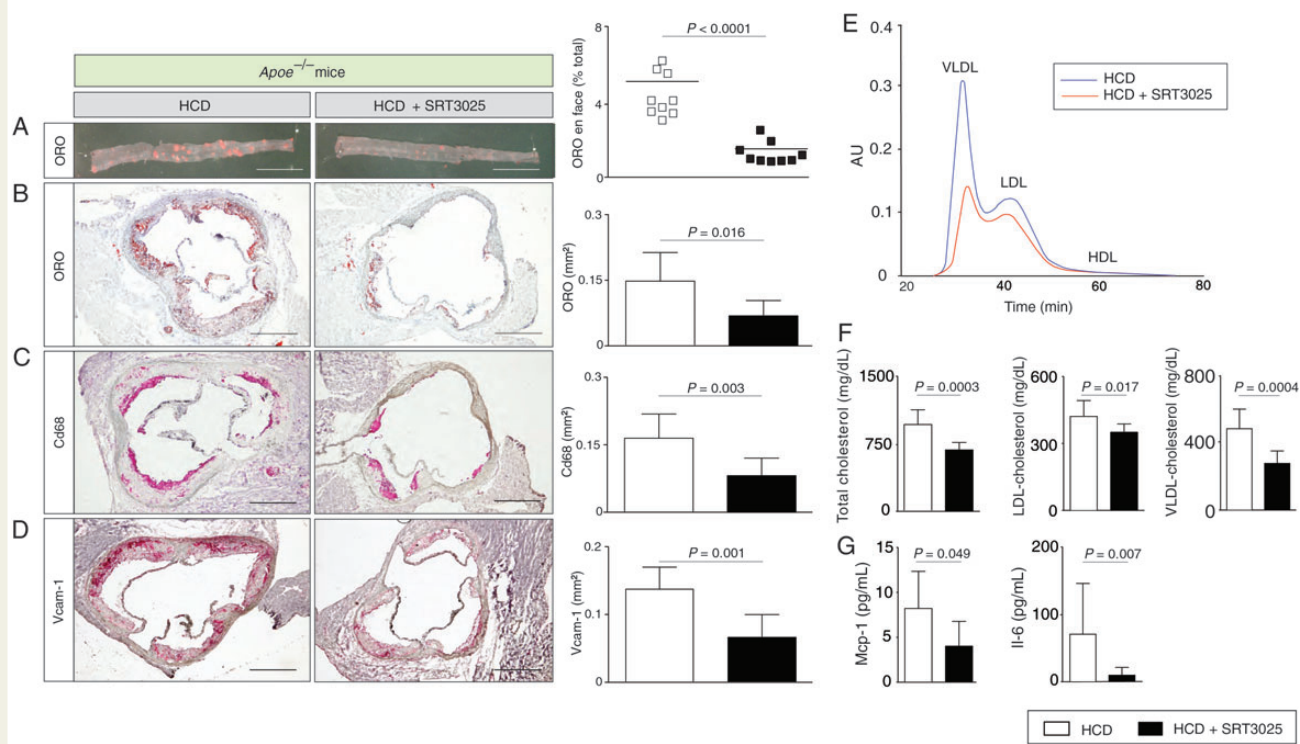 Apoe−/− mice
HCD
HCD + SRT3025
A
ORO
ORO en face (% total)
8
4
0
P < 0.0001
B
ORO
ORO (mm²)
0.3
0.15
0
P = 0.016
C
Cd68
Cd68 (mm²)
0.3
0.15
0
P = 0.003
D
Vcam-1
Vcam-1 (mm²)
0.2
0.1
0
P = 0.001
E
AU
0.4
0.3
0.2
0.1
0
VLDL
LDL
HDL
HCD
HCD + SRT3025
20
40
60
80
Time (min)
F
Total cholesterol (mg/dL)
1500
750
0
P = 0.0003
LDL-cholesterol (mg/dL)
600
300
0
P = 0.017
VLDL-cholesterol (mg/dL)
800
400
0
P = 0.0004
G
Mcp-1 (pg/mL)
15
10
5
0
P = 0.049
Il-6 (pg/mL)
200
100
0
P = 0.007
HCD
HCD + SRT3025